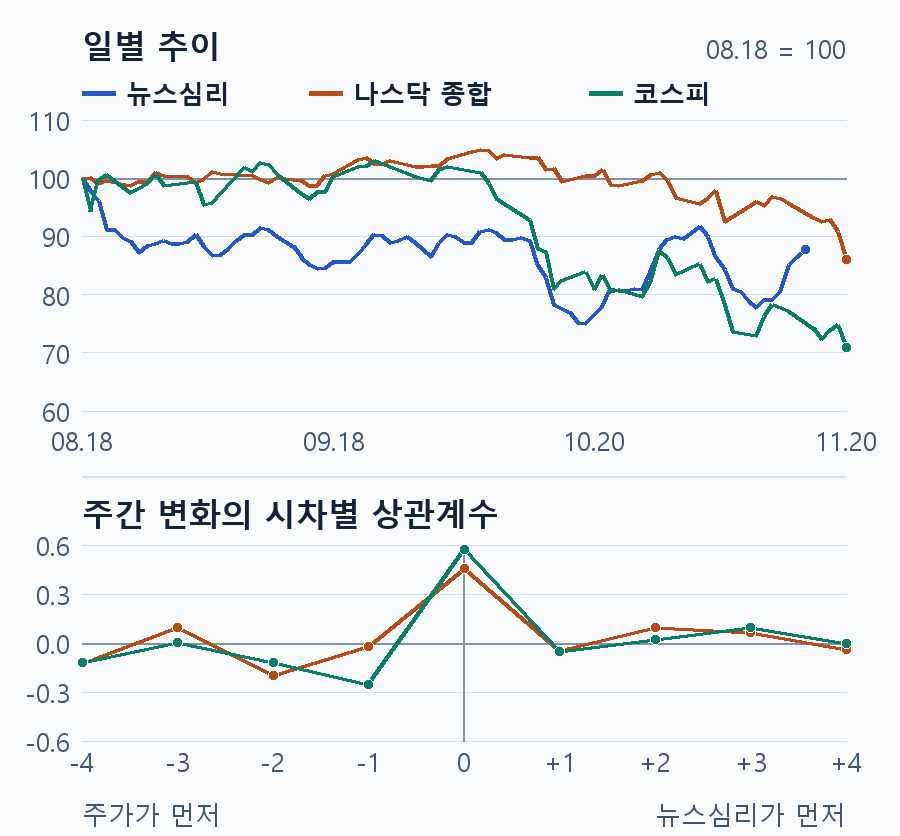 일별 추이
08.18 = 100
뉴스심리 나스닥 종합 코스피
110
100
90
80
70
60
08.18 09.18 10.20 11.20
주간 변화의 시차별 상관계수
0.6
0.3
0.0
-0.3
-0.6
-4 -3 -2 -1 0 +1 +2 +3 +4
주가가 먼저 뉴스심리가 먼저